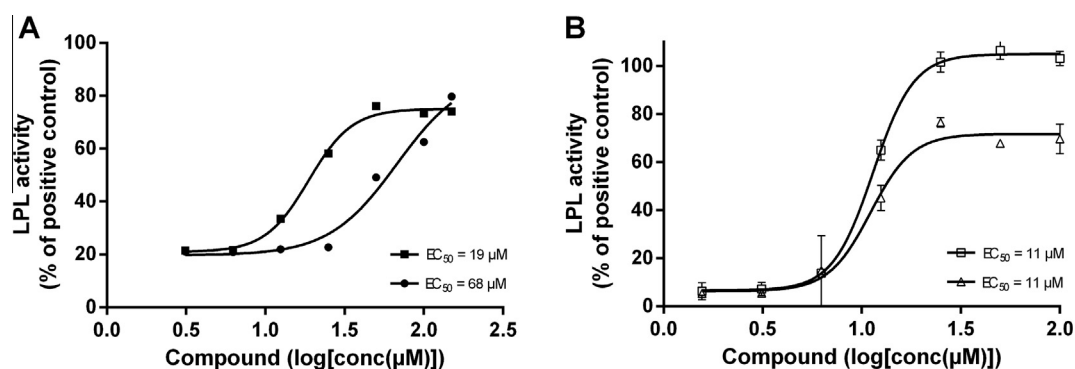 A
LPL activity
(% of positive control)
100
80
60
40
20
0
EC50 = 19 µM
EC50 = 68 µM
0.0
0.5
1.0
1.5
2.0
2.5
Compound (log[conc(µM)])
B
LPL activity
(% of positive control)
100
80
60
40
20
0
EC50 = 11 µM
EC50 = 11 µM
0.0
0.5
1.0
1.5
2.0
Compound (log[conc(µM)])